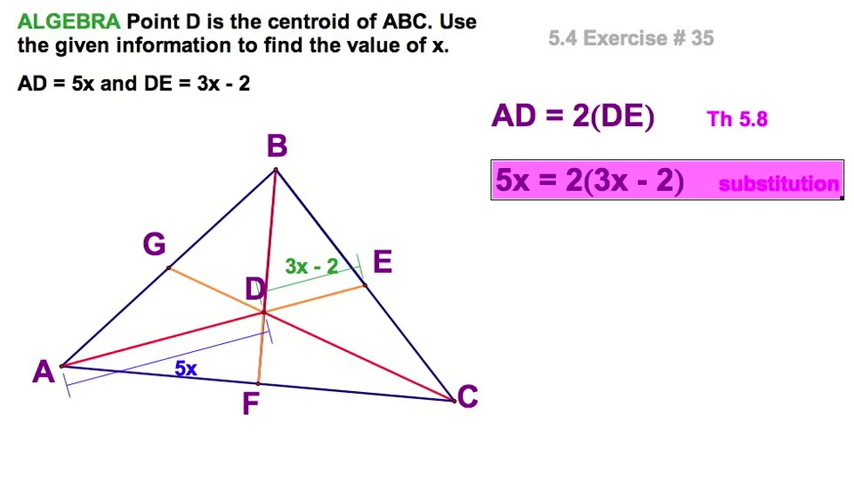 ALGEBRA Point D is the centroid of ABC. Use
the given information to find the value of x.
5.4 Exercise # 35
AD = 5x and DE = 3x - 2
AD = 2(DE) Th 5.8
5x = 2(3x - 2) substitution
B
G
3x - 2
E
D
A
5x
F
C